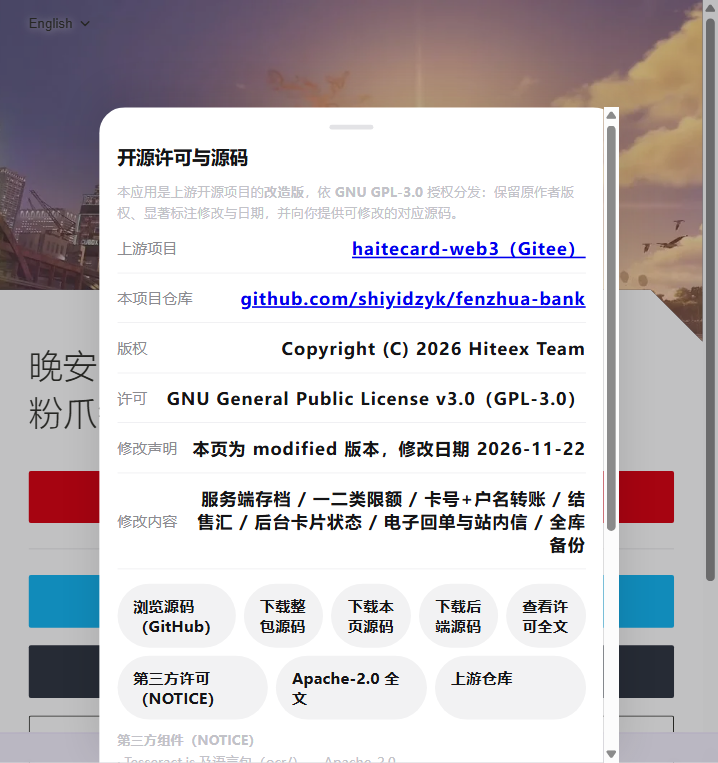 English
开源许可与源码
本应用是上游开源项目的改造版，依 GNU GPL-3.0 授权分发：保留原作者版
权、显著标注修改与日期，并向你提供可修改的对应源码。
上游项目 haitecard-web3（Gitee）
本项目仓库 github.com/shiyidzyk/fenzhua-bank
版权 Copyright (C) 2026 Hiteex Team
晚安
许可 GNU General Public License v3.0（GPL-3.0）
粉爪
修改声明 本页为 modified 版本，修改日期 2026-11-22
服务端存档 / 一二类限额 / 卡号+户名转账 / 结
修改内容 售汇 / 后台卡片状态 / 电子回单与站内信 / 全库
备份
浏览源码
（GitHub）
下载整
包源码
下载本
页源码
下载后
端源码
查看许
可全文
第三方许可
（NOTICE）
Apache-2.0 全
文
上游仓库
第三方组件（NOTICE）
· Tesseract.js 及语言包（ocr/） — Apache-2.0